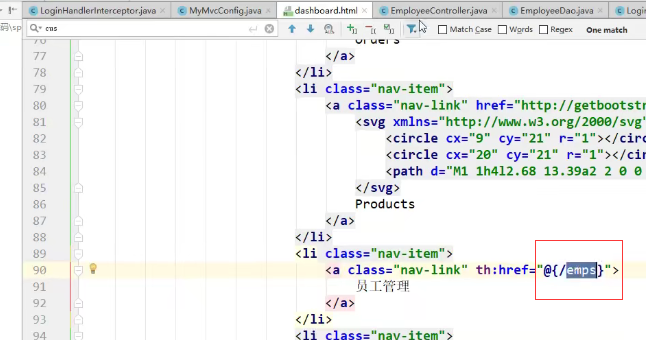 LoginHandlerInterceptor.java × MyMvcConfig.java × dashboard.html × EmployeeController.java × EmployeeDao.java ×
cms Match Case Words Regex One match
76 Orders
77 </a>
78 </li>
79 <li class="nav-item">
80 <a class="nav-link" href="http://getbootstr
81 <svg xmlns="http://www.w3.org/2000/svg"
82 <circle cx="9" cy="21" r="1"></cir
83 <circle cx="20" cy="21" r="1"></ci
84 <path d="M1 1h4l2.68 13.39a2 2 0 0
85 </svg>
86 Products
87 </a>
88 </li>
89 <li class="nav-item">
90 <a class="nav-link" th:href="@{/emps}">
91 员工管理
92 </a>
93 </li>
94 <li class="nav-item">